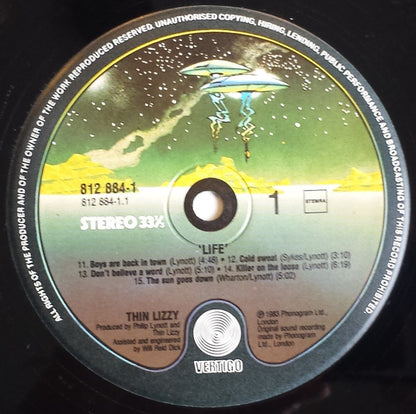 ALL RIGHTS OF THE PRODUCER AND OF THE OWNER OF THE WORK REPRODUCED RESERVED. UNAUTHORISED COPYING, HIRING, LENDING, PUBLIC PERFORMANCE AND BROADCASTING OF THIS RECORD PROHIBITED.
812 884-1
812 884-1.1
STEREO 33⅓
1
STEMRA
'LIFE'
11. Boys are back in town (Lynott) (4:48) • 12. Cold sweat (Sykes/Lynott) (3:10)
13. Don't believe a word (Lynott) (5:10) • 14. Killer on the loose (Lynott) (6:19)
15. The sun goes down (Wharton/Lynott) (5:02)
THIN LIZZY
Produced by Philip Lynott and
Thin Lizzy
Assisted and engineered
by Will Reid Dick
℗ 1983 Phonogram Ltd.,
London
Original sound recording
made by Phonogram
Ltd., London
VERTIGO